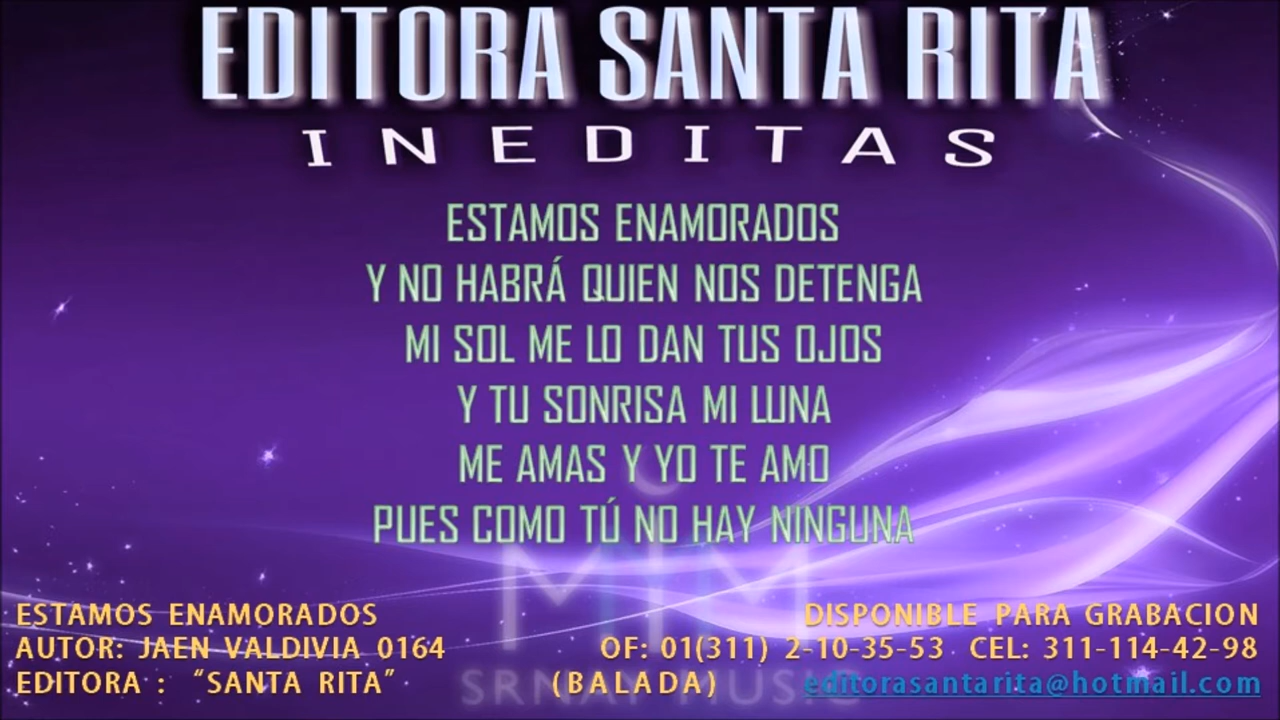 EDITORA SANTA RITA
INEDITAS
ESTAMOS ENAMORADOS
Y NO HABRÁ QUIEN NOS DETENGA
MI SOL ME LO DAN TUS OJOS
Y TU SONRISA MI LUNA
ME AMAS Y YO TE AMO
PUES COMO TÚ NO HAY NINGUNA
MIM
ESTAMOS ENAMORADOS
DISPONIBLE PARA GRABACION
AUTOR: JAEN VALDIVIA 0164
OF: 01(311) 2-10-35-53 CEL: 311-114-42-98
EDITORA : "SANTA RITA"
(BALADA)
editorasantarita@hotmail.com